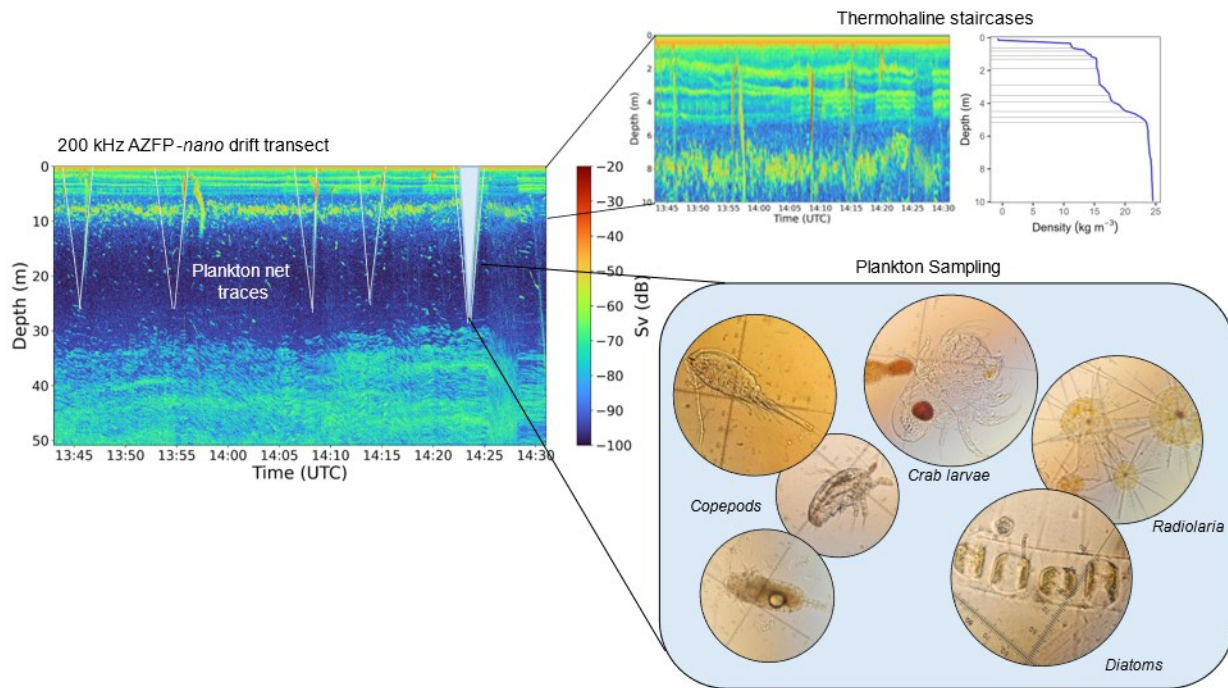 Thermohaline staircases
0
2
4
6
8
10
Depth (m)
13:45 13:50 13:55 14:00 14:05 14:10 14:15 14:20 14:25 14:30
Time (UTC)
0
2
4
6
8
10
Depth (m)
0 5 10 15 20 25
Density (kg m⁻³)
200 kHz AZFP-nano drift transect
0
10
20
30
40
50
Depth (m)
Plankton net
traces
13:45 13:50 13:55 14:00 14:05 14:10 14:15 14:20 14:25 14:30
Time (UTC)
−20
−30
−40
−50
−60
−70
−80
−90
−100
Sv (dB)
Plankton Sampling
Copepods
Crab larvae
Radiolaria
Diatoms